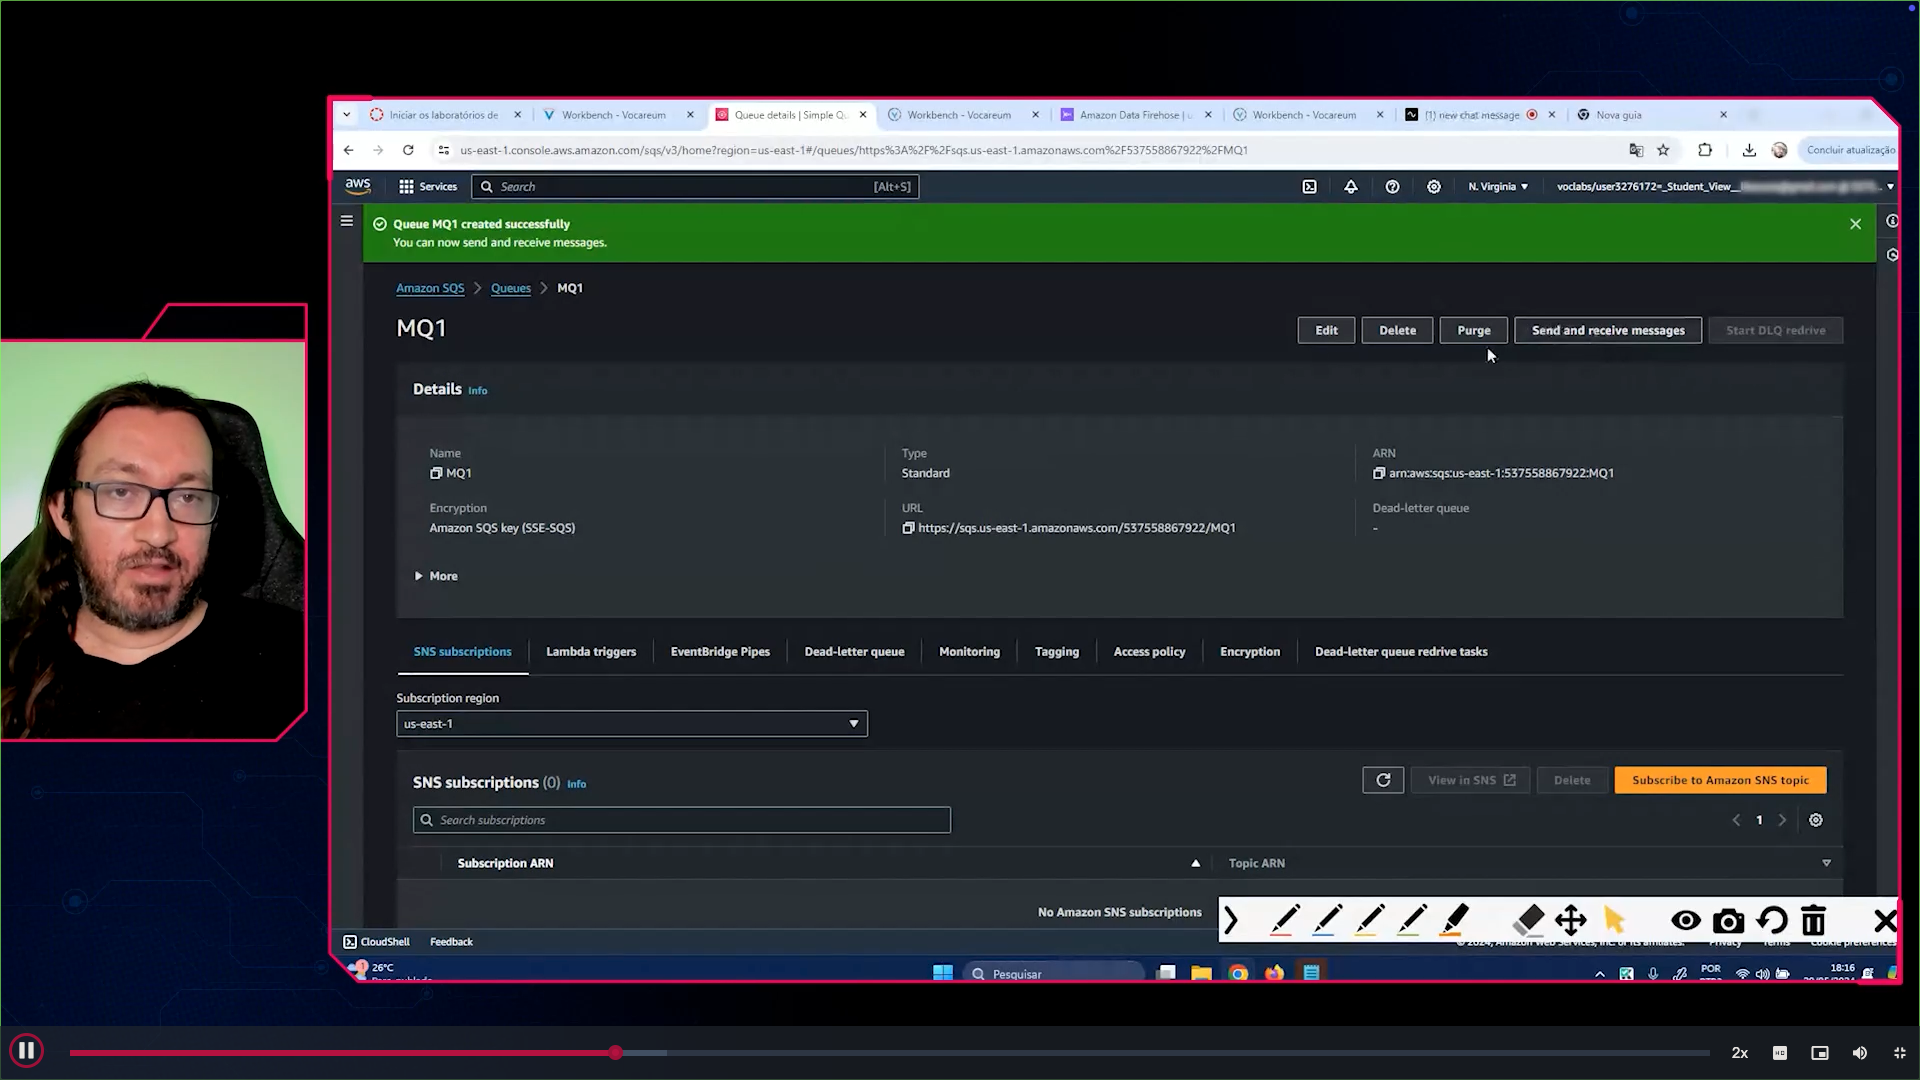 Iniciar os laboratórios de
Workbench - Vocareum
Queue details | Simple Q
Workbench - Vocareum
Amazon Data Firehose | u
Workbench - Vocareum
(1) new chat message
Nova guia
us-east-1.console.aws.amazon.com/sqs/v3/home?region=us-east-1#/queues/https%3A%2F%2Fsqs.us-east-1.amazonaws.com%2F537558867922%2FMQ1
Concluir atualização
aws
Services
Search
[Alt+S]
N. Virginia
voclabs/user3276172=_Student_View_
Queue MQ1 created successfully
You can now send and receive messages.
Amazon SQS
Queues
MQ1
MQ1
Edit
Delete
Purge
Send and receive messages
Start DLQ redrive
Details
Info
Name
MQ1
Type
Standard
ARN
arn:aws:sqs:us-east-1:537558867922:MQ1
Encryption
Amazon SQS key (SSE-SQS)
URL
https://sqs.us-east-1.amazonaws.com/537558867922/MQ1
Dead-letter queue
-
More
SNS subscriptions
Lambda triggers
EventBridge Pipes
Dead-letter queue
Monitoring
Tagging
Access policy
Encryption
Dead-letter queue redrive tasks
Subscription region
us-east-1
SNS subscriptions (0)
Info
View in SNS
Delete
Subscribe to Amazon SNS topic
Search subscriptions
1
Subscription ARN
Topic ARN
No Amazon SNS subscriptions
CloudShell
Feedback
© 2024, Amazon Web Services, Inc. or its affiliates.
Privacy
Terms
Cookie preferences
1
26°C
Pesquisar
POR
18:16
2x
HD